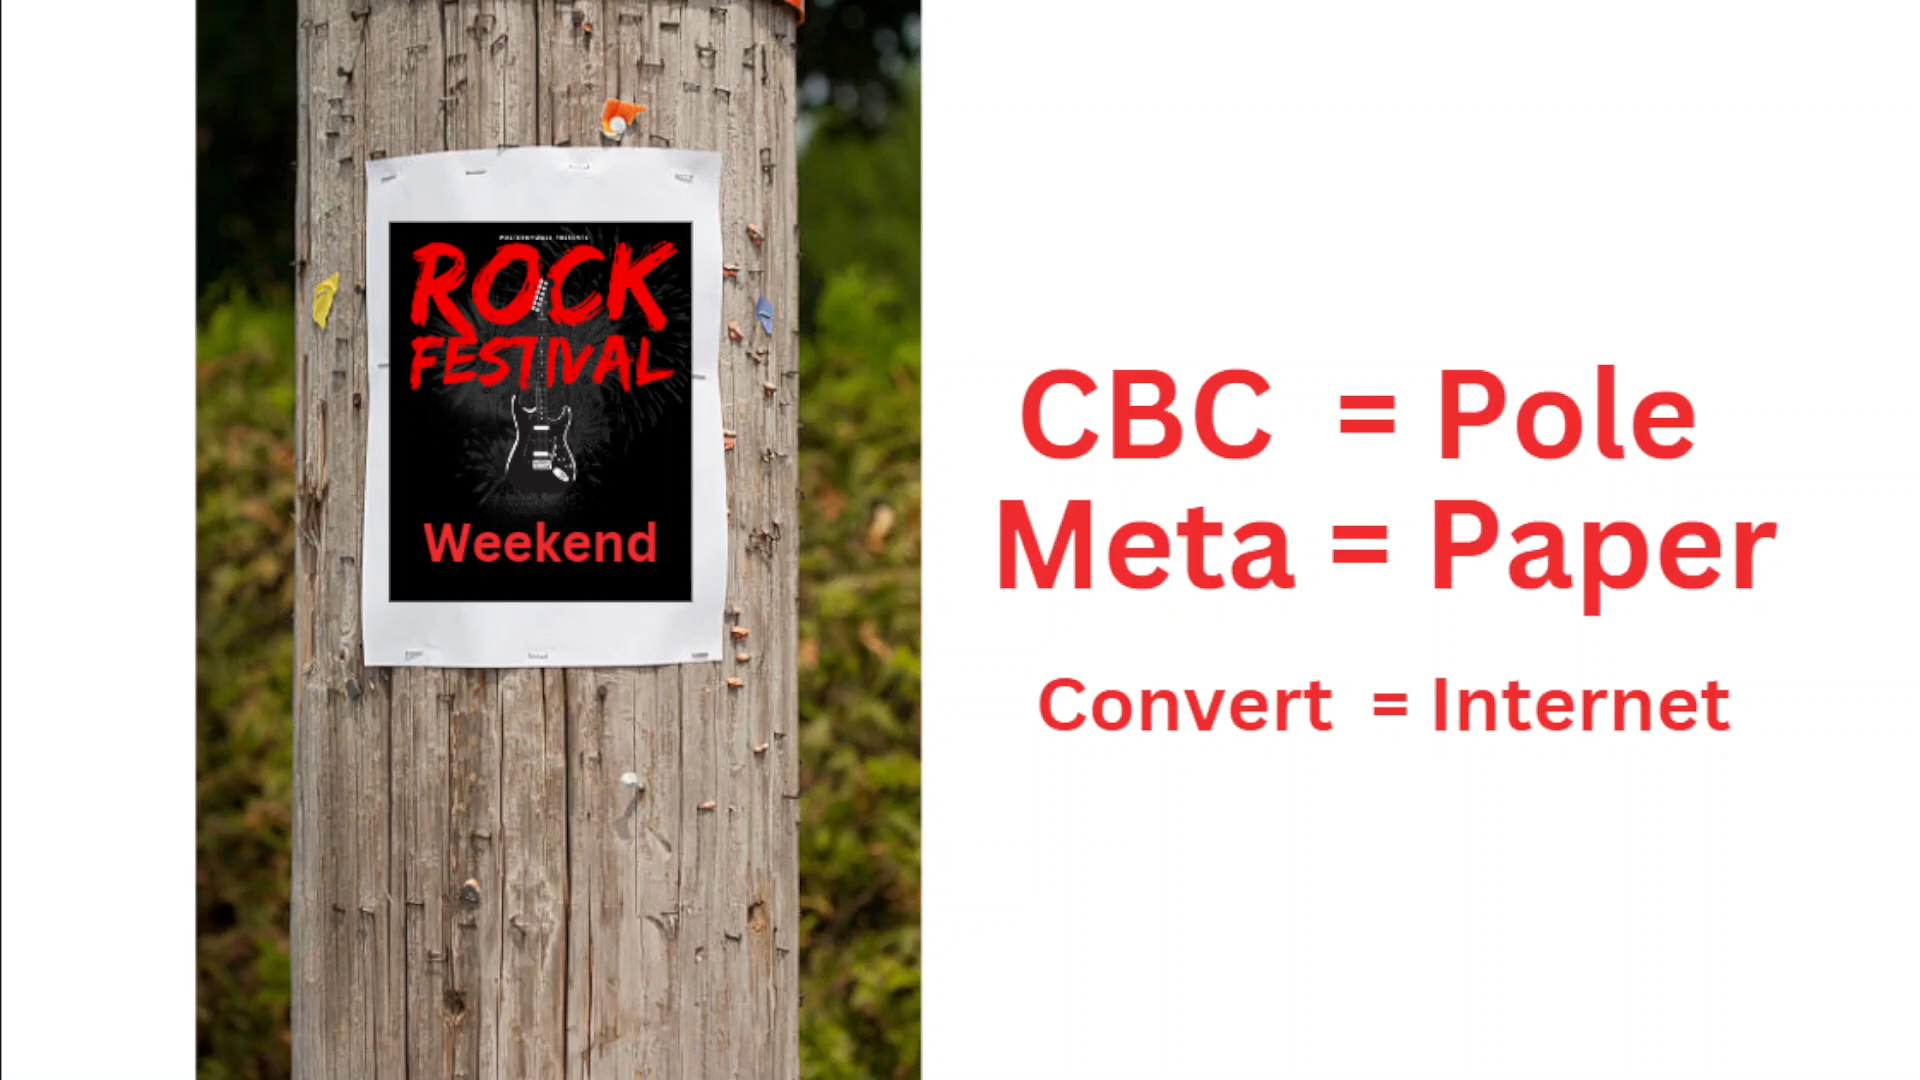 ROCK
FESTIVAL
Weekend
CBC = Pole
Meta = Paper
Convert = Internet